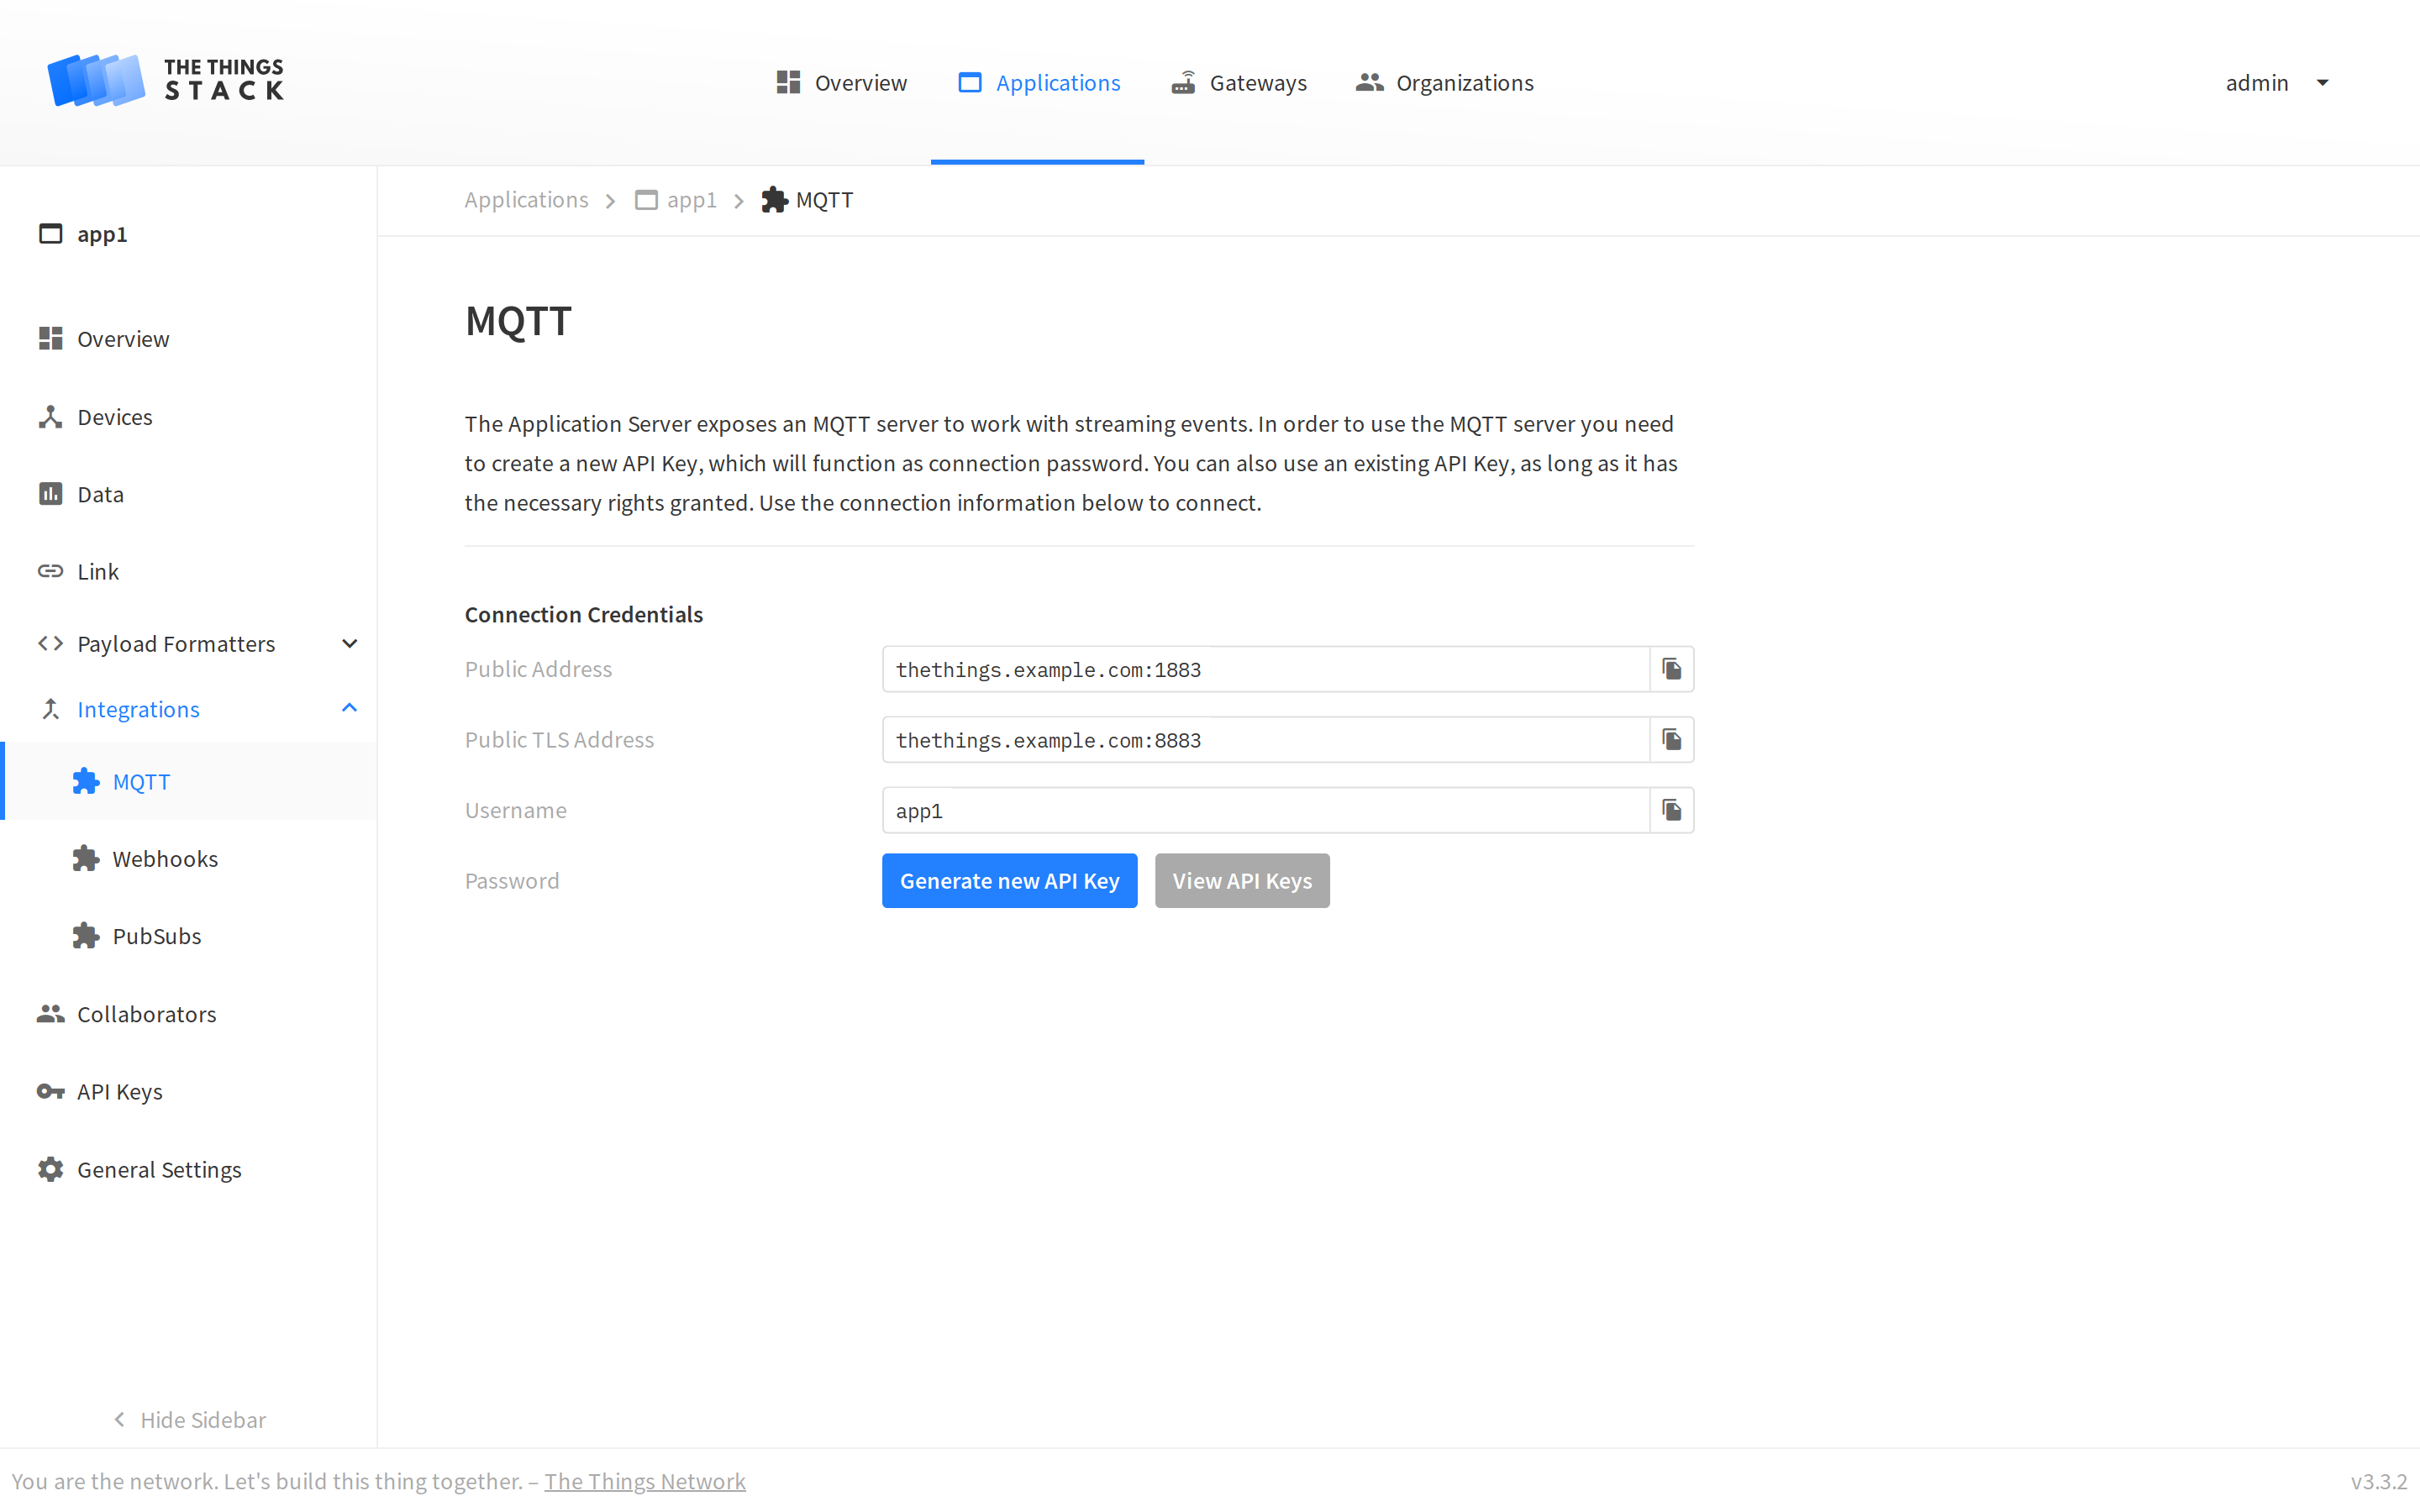 THE THINGS
STACK
Overview
Applications
Gateways
Organizations
admin
app1
Overview
Devices
Data
Link
Payload Formatters
Integrations
MQTT
Webhooks
PubSubs
Collaborators
API Keys
General Settings
Hide Sidebar
Applications
app1
MQTT
MQTT
The Application Server exposes an MQTT server to work with streaming events. In order to use the MQTT server you need
to create a new API Key, which will function as connection password. You can also use an existing API Key, as long as it has
the necessary rights granted. Use the connection information below to connect.
Connection Credentials
Public Address
thethings.example.com:1883
Public TLS Address
thethings.example.com:8883
Username
app1
Password
Generate new API Key
View API Keys
You are the network. Let's build this thing together. – The Things Network
v3.3.2